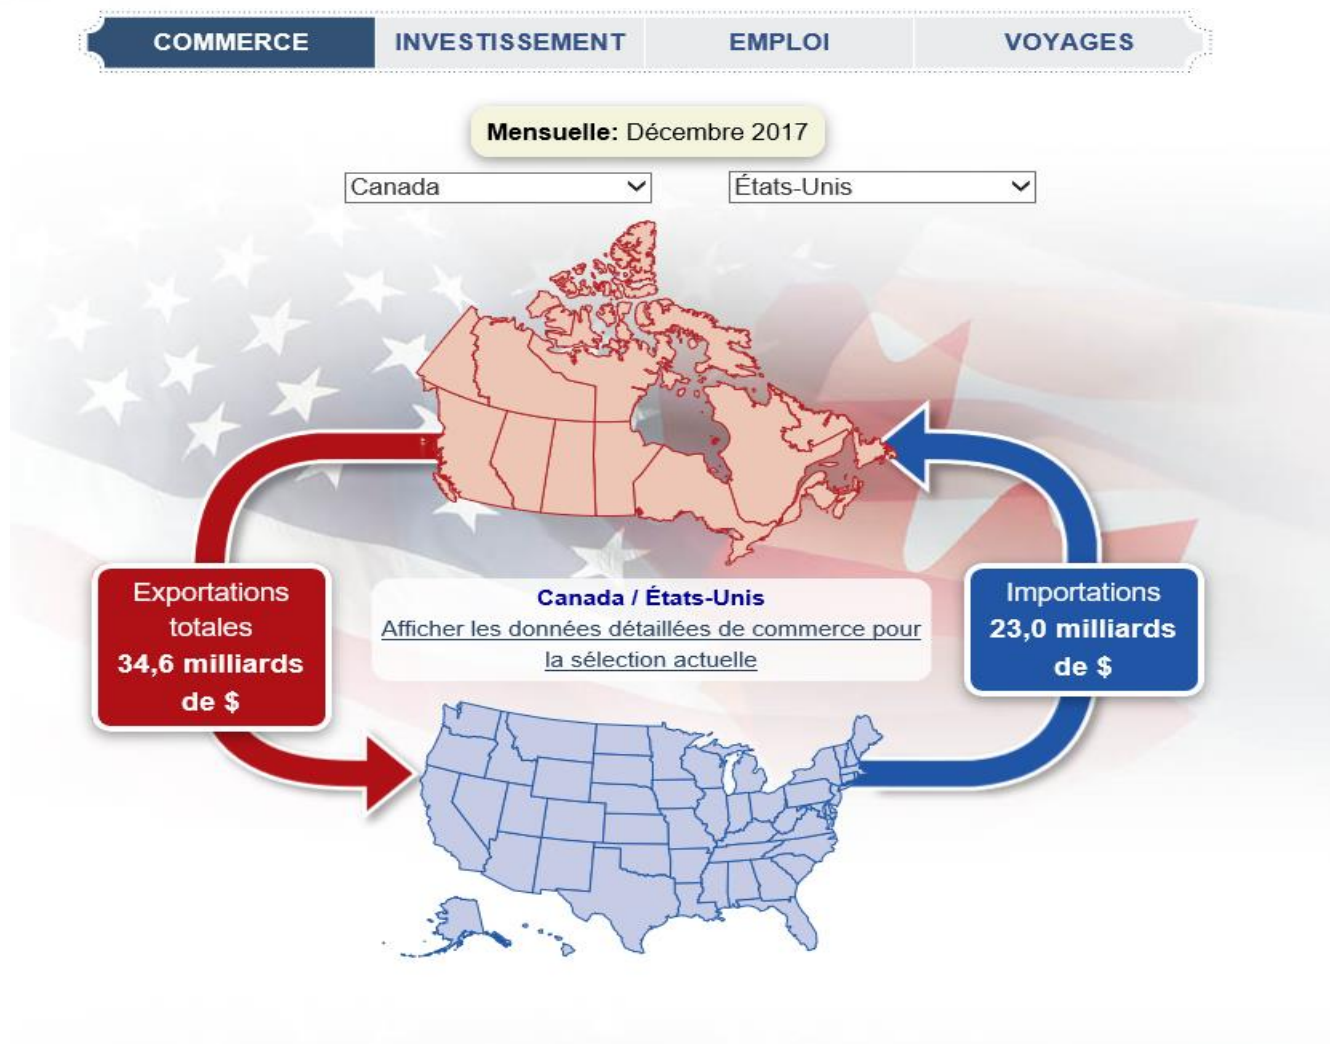 COMMERCE INVESTISSEMENT EMPLOI VOYAGES
Mensuelle: Décembre 2017
Canada États-Unis
Exportations
totales
34,6 milliards
de $
Canada / États-Unis
Afficher les données détaillées de commerce pour
la sélection actuelle
Importations
23,0 milliards
de $